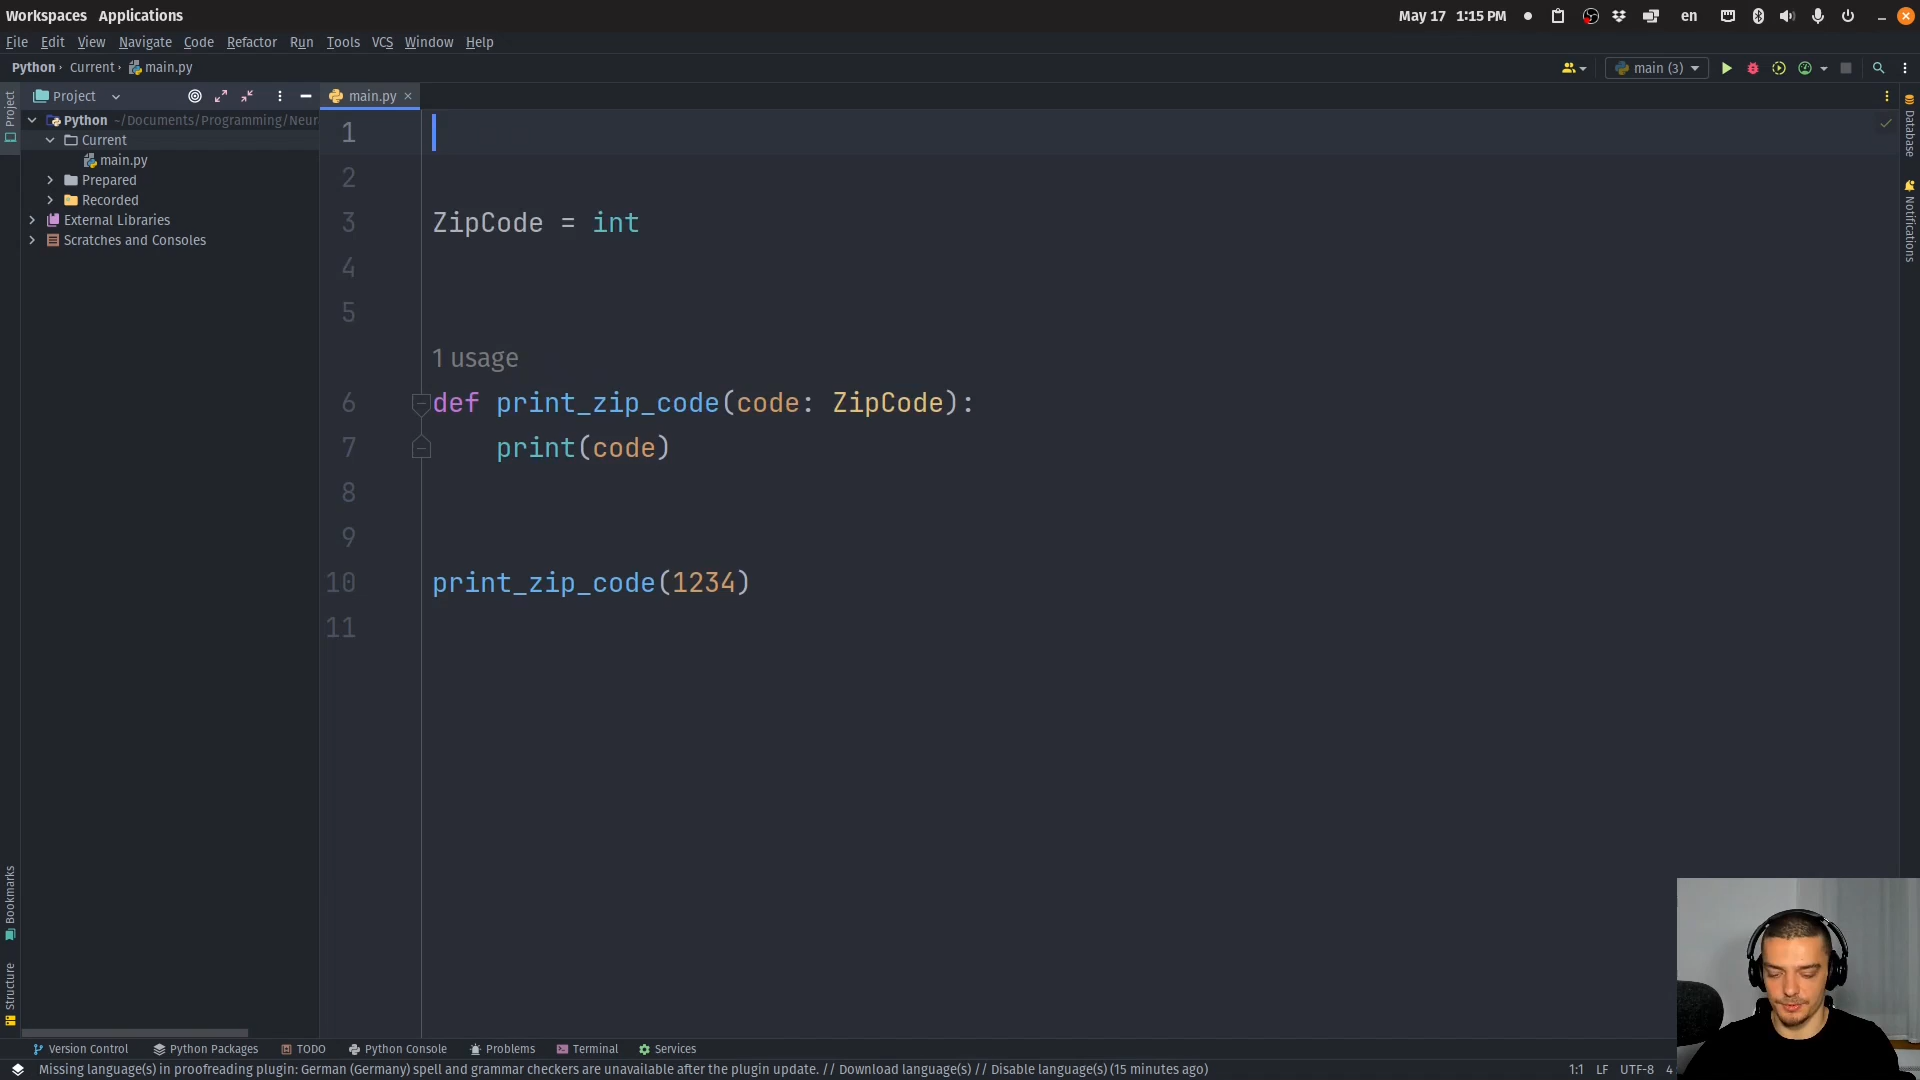 Workspaces Applications
May 17 1:15 PM
en
File Edit View Navigate Code Refactor Run Tools VCS Window Help
Python Current main.py
main (3)
Project
Project
main.py
Python ~/Documents/Programming/Neur
Current
main.py
Prepared
Recorded
External Libraries
Scratches and Consoles
1
2
3 ZipCode = int
4
5
1 usage
6 def print_zip_code(code: ZipCode):
7 print(code)
8
9
10 print_zip_code(1234)
11
Database
Notifications
Bookmarks
Structure
Version Control Python Packages TODO Python Console Problems Terminal Services
Missing language(s) in proofreading plugin: German (Germany) spell and grammar checkers are unavailable after the plugin update. // Download language(s) // Disable language(s) (15 minutes ago)
1:1 LF UTF-8 4